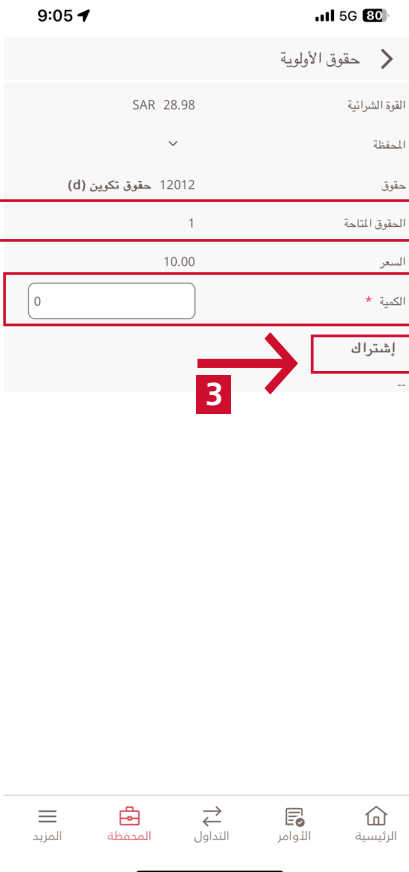 9:05 5G 80
حقوق الأولوية
القوة الشرائية SAR 28.98
المحفظة
حقوق 12012 حقوق تكوين (d)
الحقوق المتاحة 1
السعر 10.00
الكمية * 0
إشتراك
--
3
الرئيسية الأوامر التداول المحفظة المزيد